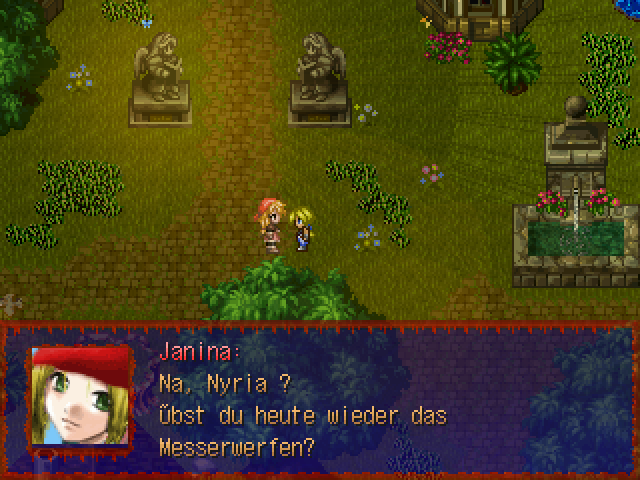 Janina:
Na, Nyria ?
Übst du heute wieder das
Messerwerfen?